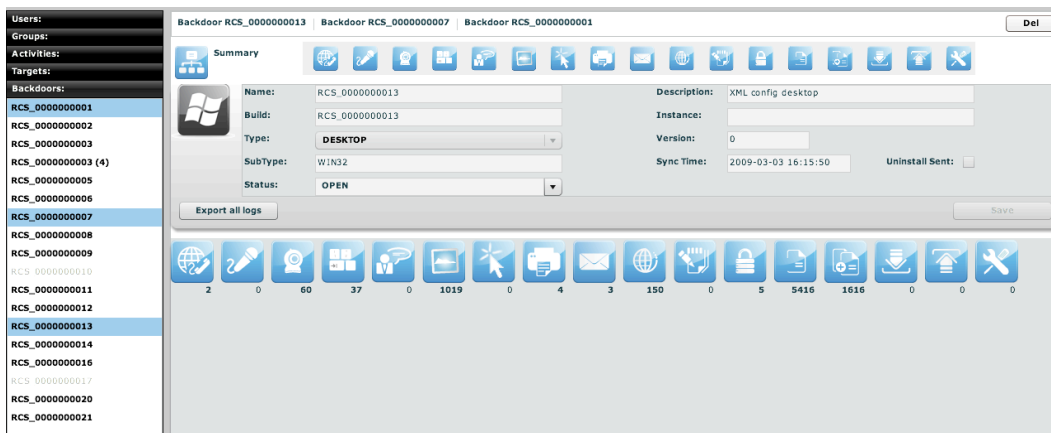 Users:
Groups:
Activities:
Targets:
Backdoors:
RCS_0000000001
RCS_0000000002
RCS_0000000003
RCS_0000000003 (4)
RCS_0000000005
RCS_0000000006
RCS_0000000007
RCS_0000000008
RCS_0000000009
RCS_0000000010
RCS_0000000011
RCS_0000000012
RCS_0000000013
RCS_0000000014
RCS_0000000016
RCS_0000000017
RCS_0000000020
RCS_0000000021
Backdoor RCS_0000000013 Backdoor RCS_0000000007 Backdoor RCS_0000000001 Del
Summary
Name: RCS_0000000013 Description: XML config desktop
Build: RCS_0000000013 Instance:
Type: DESKTOP Version: 0
SubType: WIN32 Sync Time: 2009-03-03 16:15:50 Uninstall Sent:
Status: OPEN
Export all logs Save
2 0 60 37 0 1019 0 4 3 150 0 5 5416 1616 0 0 0